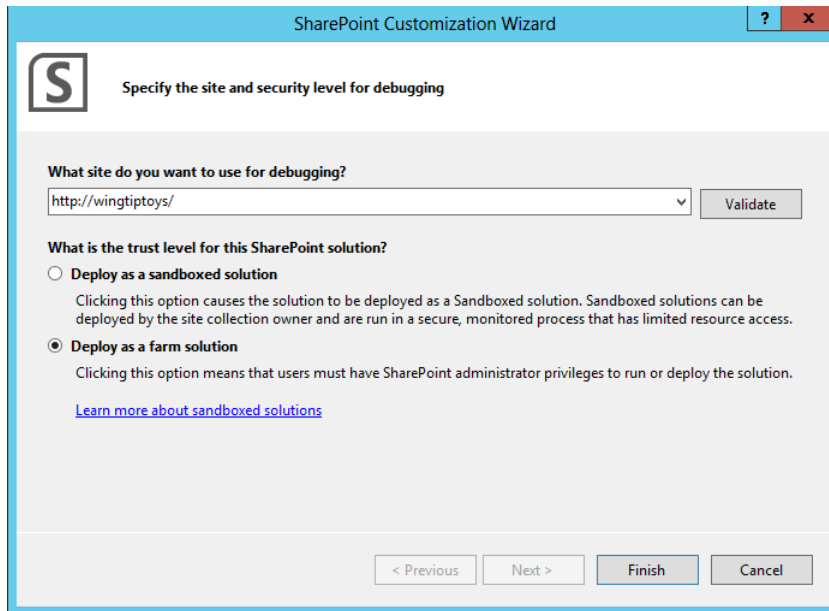 SharePoint Customization Wizard
?
x
S
Specify the site and security level for debugging
What site do you want to use for debugging?
http://wingtiptoys/
Validate
What is the trust level for this SharePoint solution?
Deploy as a sandboxed solution
Clicking this option causes the solution to be deployed as a Sandboxed solution. Sandboxed solutions can be
deployed by the site collection owner and are run in a secure, monitored process that has limited resource access.
Deploy as a farm solution
Clicking this option means that users must have SharePoint administrator privileges to run or deploy the solution.
Learn more about sandboxed solutions
< Previous
Next >
Finish
Cancel